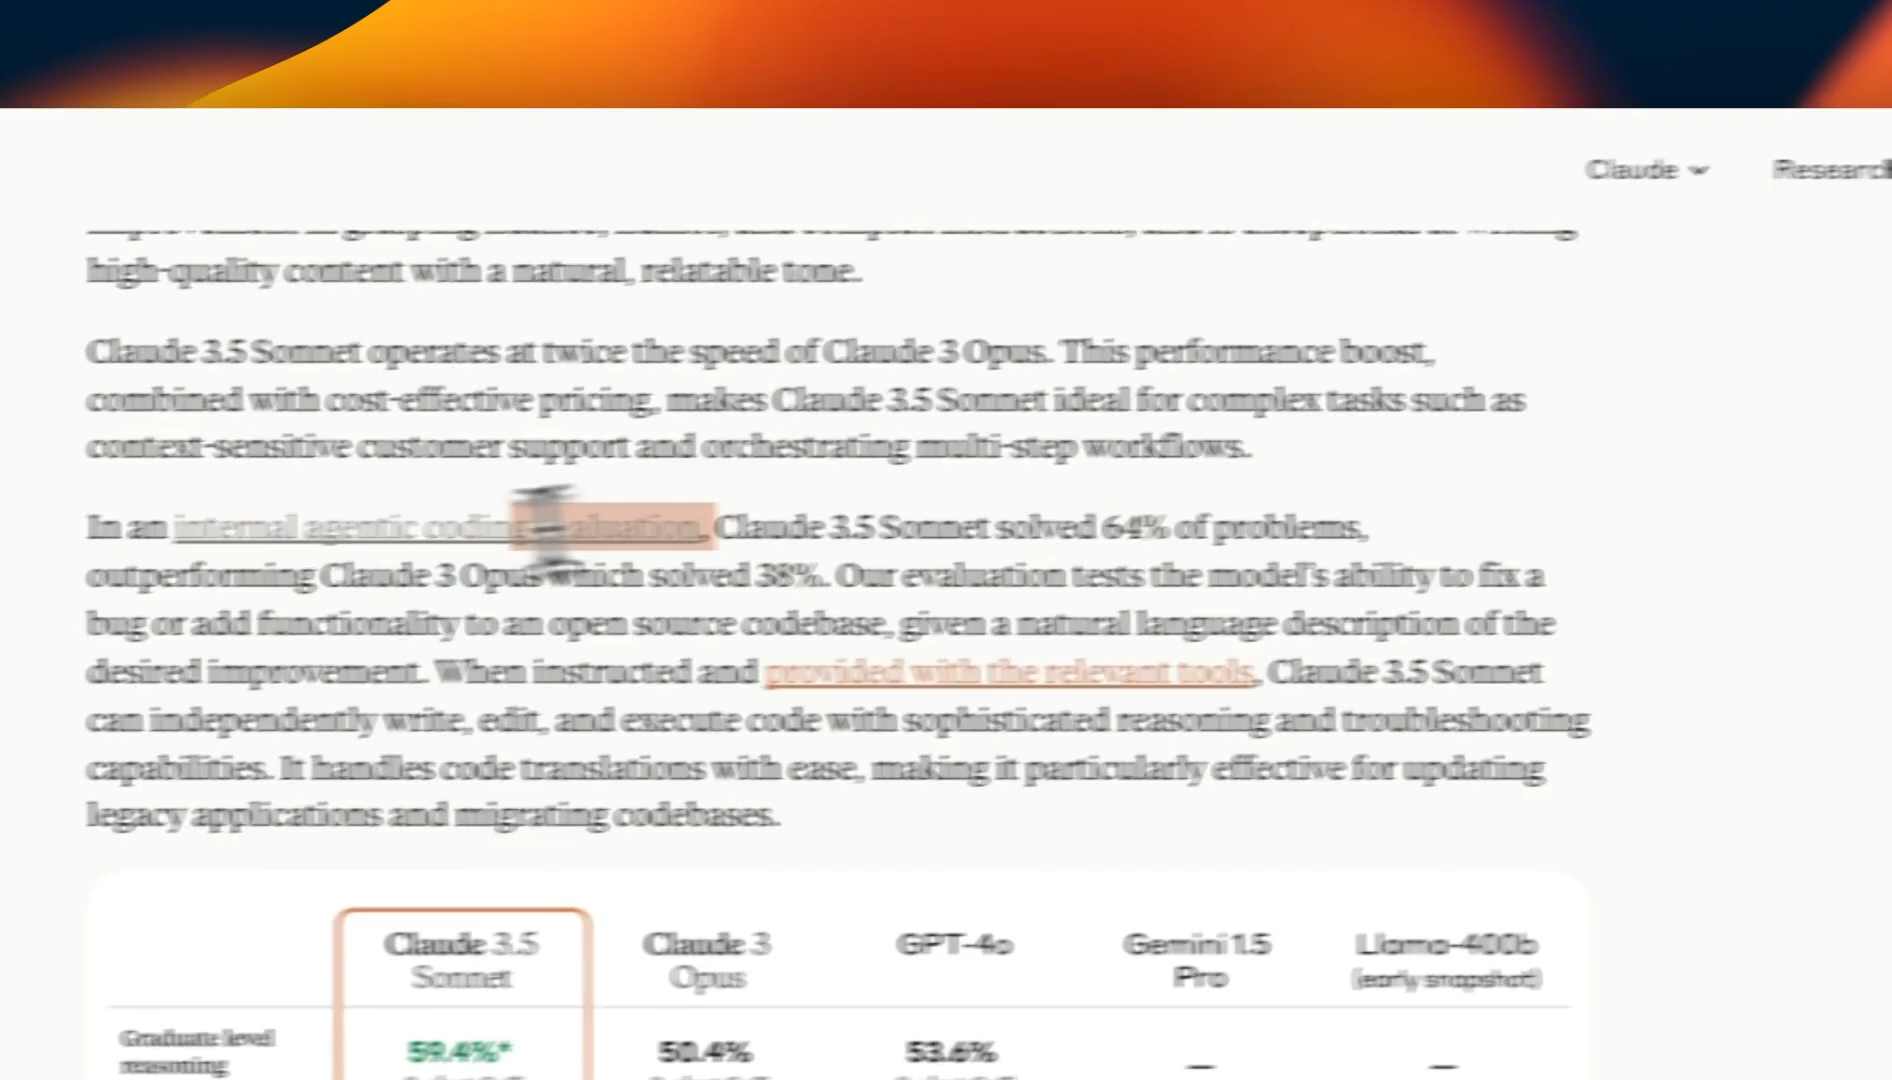 Claude
Research
high-quality content with a natural, relatable tone.
Claude 3.5 Sonnet operates at twice the speed of Claude 3 Opus. This performance boost,
combined with cost-effective pricing, makes Claude 3.5 Sonnet ideal for complex tasks such as
context-sensitive customer support and orchestrating multi-step workflows.
In an internal agentic coding evaluation, Claude 3.5 Sonnet solved 64% of problems,
outperforming Claude 3 Opus which solved 38%. Our evaluation tests the model's ability to fix a
bug or add functionality to an open source codebase, given a natural language description of the
desired improvement. When instructed and provided with the relevant tools, Claude 3.5 Sonnet
can independently write, edit, and execute code with sophisticated reasoning and troubleshooting
capabilities. It handles code translations with ease, making it particularly effective for updating
legacy applications and migrating codebases.
Claude 3.5 Claude 3 GPT-4o Gemini 1.5 Llama-400b
Sonnet Opus Pro (early snapshot)
Graduate level
reasoning 59.4%* 50.4% 53.6% — —